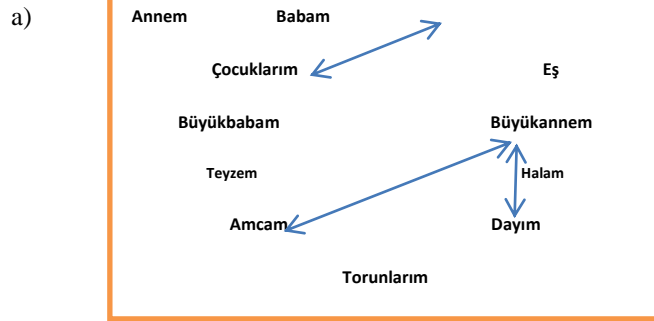 a)
Annem Babam
Çocuklarım Eş
Büyükbabam Büyükannem
Teyzem Halam
Amcam Dayım
Torunlarım